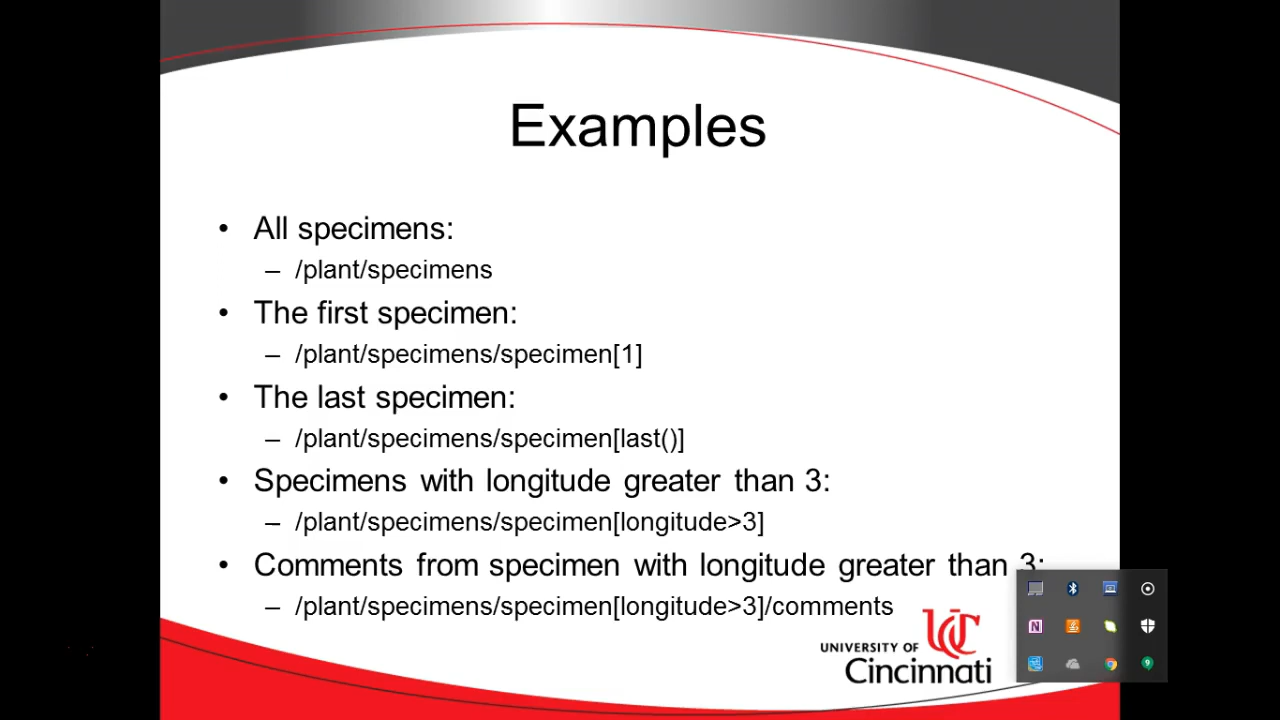 Examples
• All specimens:
– /plant/specimens
• The first specimen:
– /plant/specimens/specimen[1]
• The last specimen:
– /plant/specimens/specimen[last()]
• Specimens with longitude greater than 3:
– /plant/specimens/specimen[longitude>3]
• Comments from specimen with longitude greater than 3:
– /plant/specimens/specimen[longitude>3]/comments
UC
UNIVERSITY OF
Cincinnati
N
9